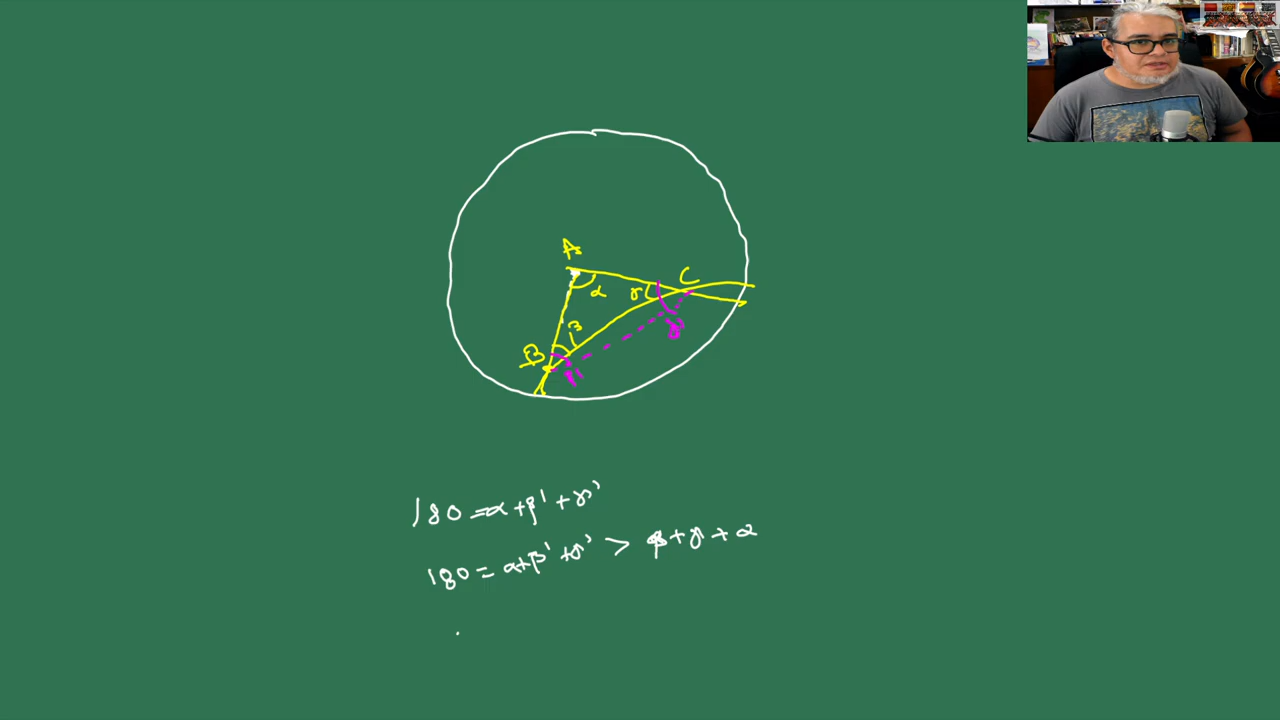 A
C
α
γ
β
B
γ'
β'
180 = α + β' + γ'
180 = α + β' + γ' > β + γ + α